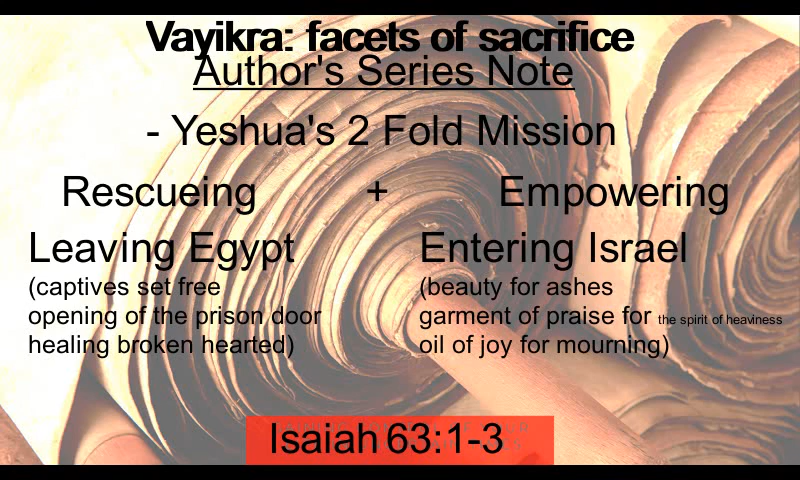 Vayikra: facets of sacrifice
Author's Series Note
- Yeshua's 2 Fold Mission
Rescueing + Empowering
Leaving Egypt Entering Israel
(captives set free (beauty for ashes
opening of the prison door garment of praise for the spirit of heaviness
healing broken hearted) oil of joy for mourning)
Isaiah 63:1-3